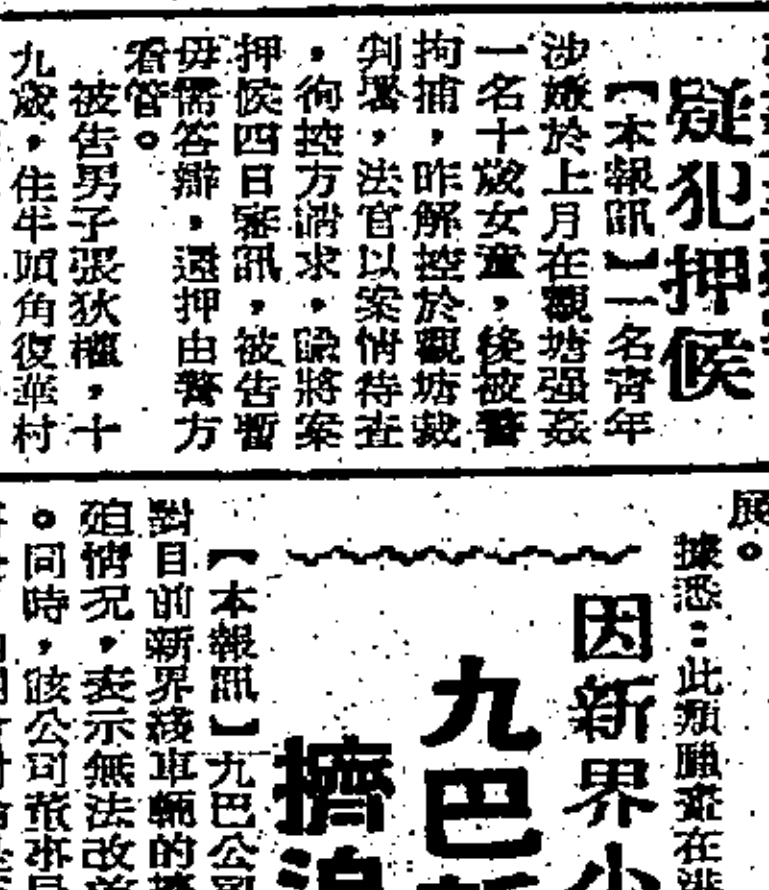 疑犯押候
【本報訊】一名青年
涉嫌於上月在觀塘强姦
一名十歲女童，後被警
拘捕，昨解控於觀塘裁
判署，法官以案情待查
，徇控方請求，諭將案
押候四日審訊，被告暫
毋需答辯，還押由警方
看管。
被告男子張狄權，十
九歲，住牛頭角復華村
展。
據悉：此類臘鴨在
因新界
九巴
擠
【本報訊】九巴公司
對目前新界綫車輛的擠
迫情况，表示無法改善
。同時，該公司董事局